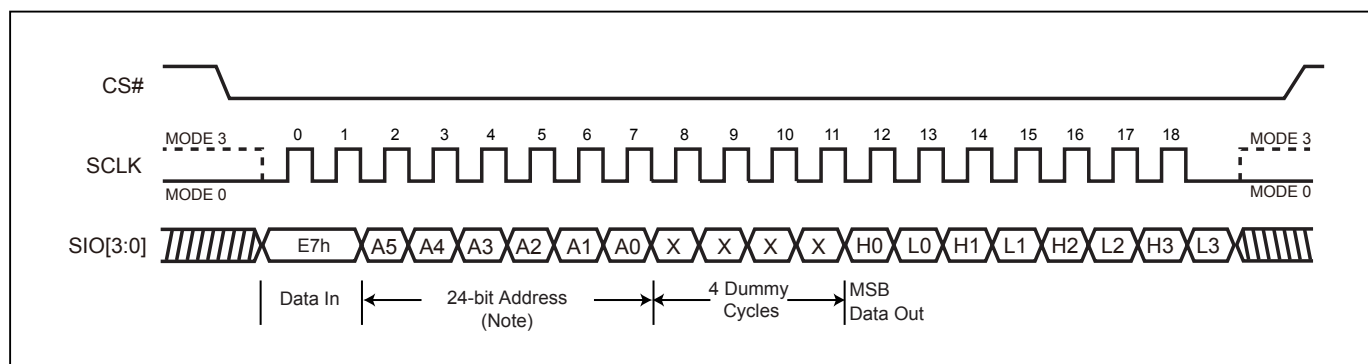 CS#
MODE 3
0 1 2 3 4 5 6 7 8 9 10 11 12 13 14 15 16 17 18
MODE 3
SCLK
MODE 0
MODE 0
SIO[3:0]
E7h A5 A4 A3 A2 A1 A0 X X X X H0 L0 H1 L1 H2 L2 H3 L3
Data In
24-bit Address
(Note)
4 Dummy
Cycles
MSB
Data Out